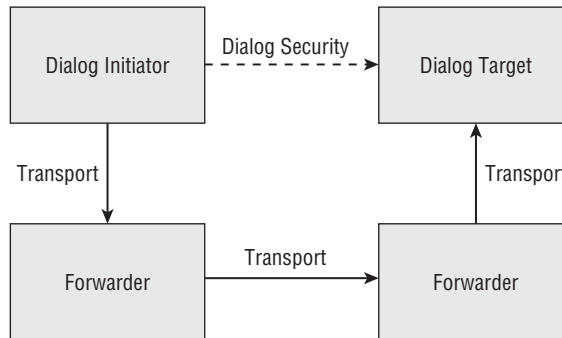 Dialog Initiator
Dialog Security
Dialog Target
Transport
Transport
Forwarder
Transport
Forwarder